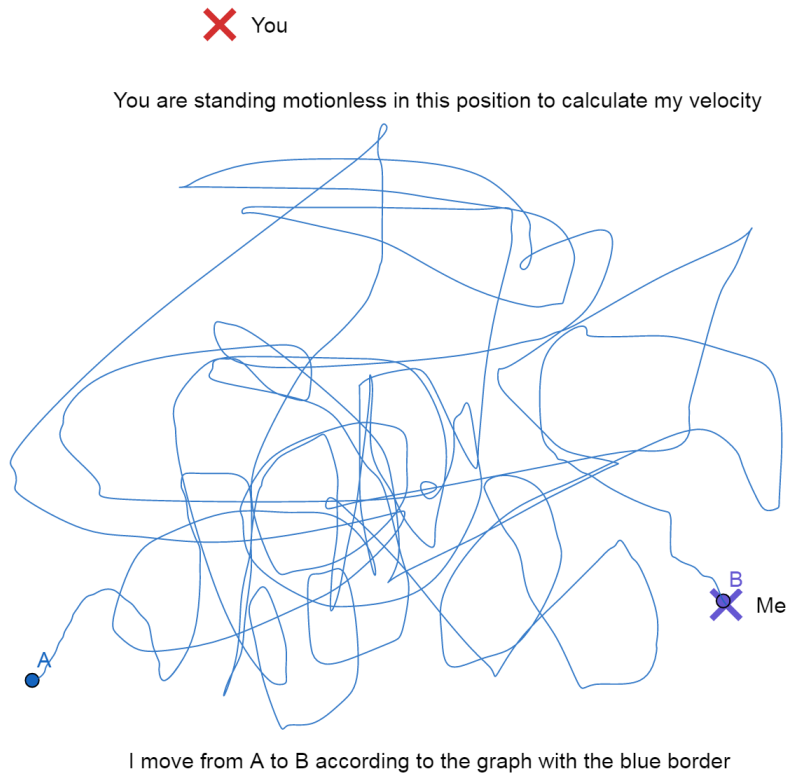 You
You are standing motionless in this position to calculate my velocity
A
B
Me
I move from A to B according to the graph with the blue border